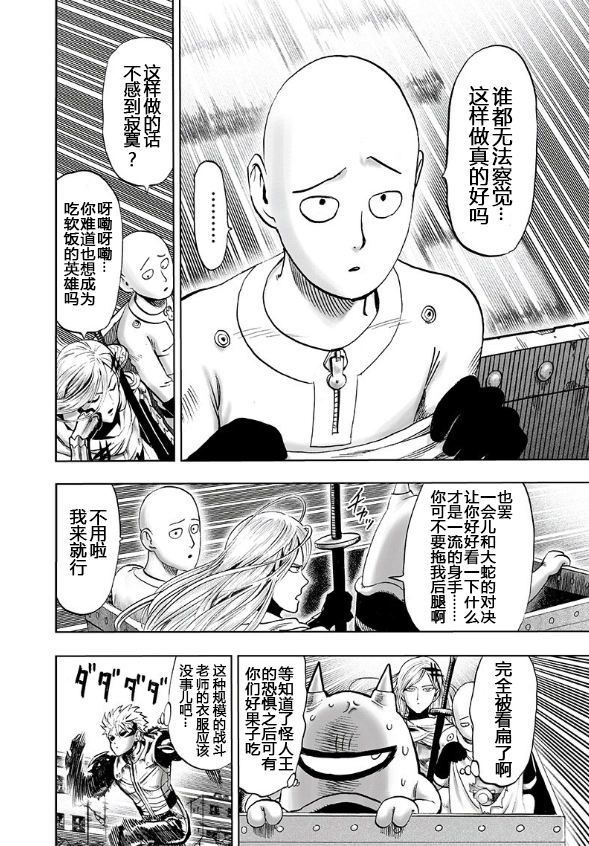 谁都无法察觉…
这样做真的好吗
…………
这样做的话
不感到寂寞？
呀嘞呀嘞…
你难道也想成为
吃软饭的英雄吗
也罢
一会儿和大蛇的对决
让你好好看一下什么
才是一流的身手……
你可不要拖我后腿啊
不用啦
我来就行
完全被看扁了啊
等知道了怪人王
的恐惧之后可有
你们好果子吃
这种规模的战斗
老师的衣服应该
没事儿吧…
ダダダダ